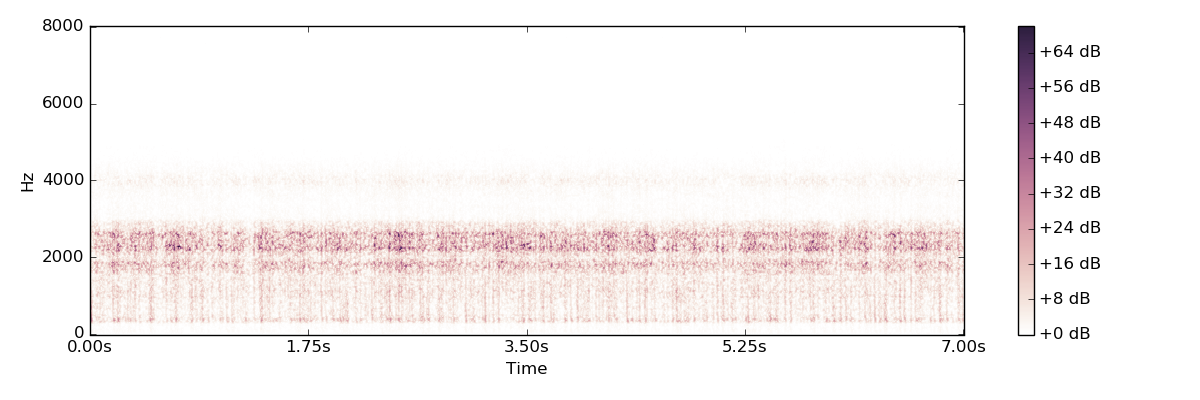 8000
6000
4000
2000
0
Hz
0.00s
1.75s
3.50s
5.25s
7.00s
Time
+64 dB
+56 dB
+48 dB
+40 dB
+32 dB
+24 dB
+16 dB
+8 dB
+0 dB